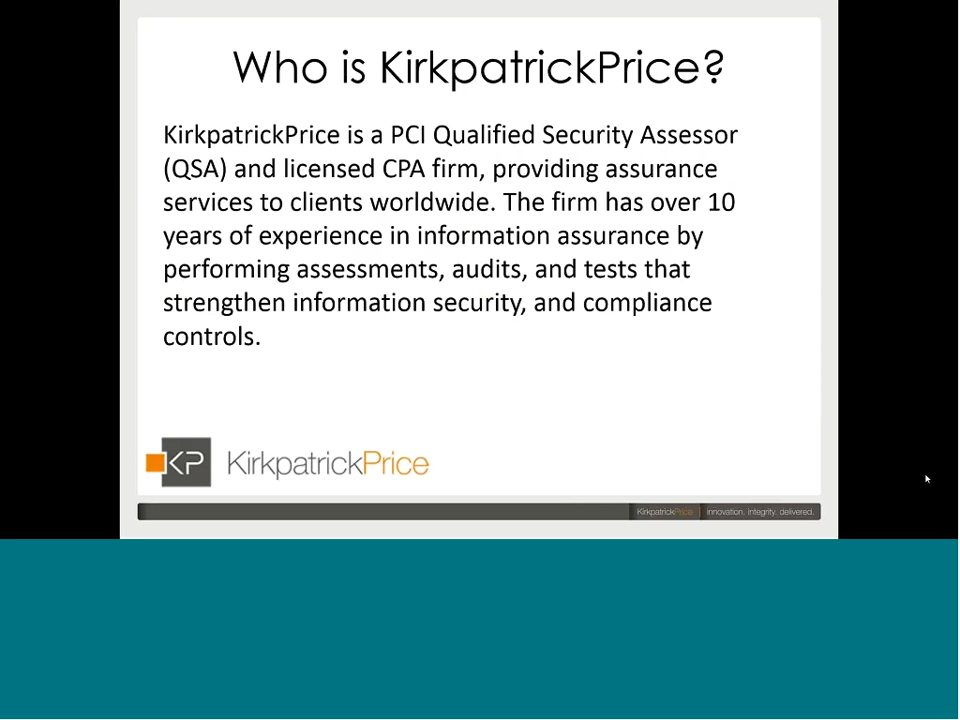 Who is KirkpatrickPrice?
KirkpatrickPrice is a PCI Qualified Security Assessor
(QSA) and licensed CPA firm, providing assurance
services to clients worldwide. The firm has over 10
years of experience in information assurance by
performing assessments, audits, and tests that
strengthen information security, and compliance
controls.
KP KirkpatrickPrice
KirkpatrickPrice innovation. integrity. delivered.